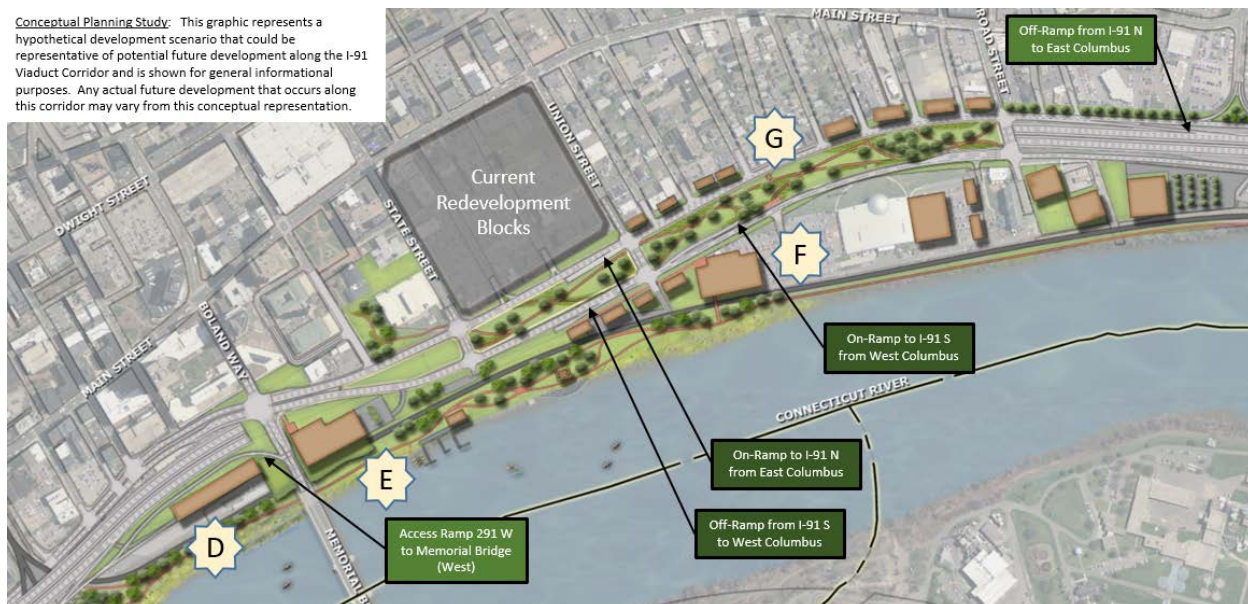 Conceptual Planning Study: This graphic represents a
hypothetical development scenario that could be
representative of potential future development along the I-91
Viaduct Corridor and is shown for general informational
purposes. Any actual future development that occurs along
this corridor may vary from this conceptual representation.
MAIN STREET
BROAD STREET
Off-Ramp from I-91 N
to East Columbus
UNION STREET
G
Current
Redevelopment
Blocks
DWIGHT STREET
STATE STREET
F
BOLAND WAY
MAIN STREET
On-Ramp to I-91 S
from West Columbus
CONNECTICUT RIVER
E
On-Ramp to I-91 N
from East Columbus
D
Access Ramp 291 W
to Memorial Bridge
(West)
Off-Ramp from I-91 S
to West Columbus
MEMORIAL B